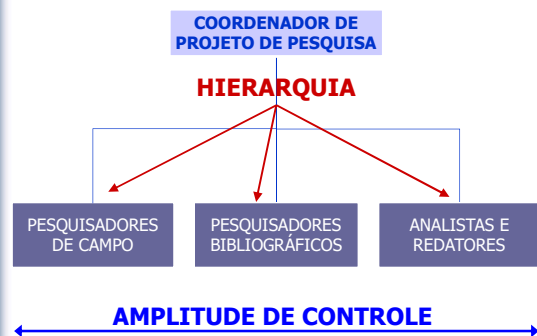 COORDENADOR DE
PROJETO DE PESQUISA
HIERARQUIA
PESQUISADORES
DE CAMPO
PESQUISADORES
BIBLIOGRÁFICOS
ANALISTAS E
REDATORES
AMPLITUDE DE CONTROLE